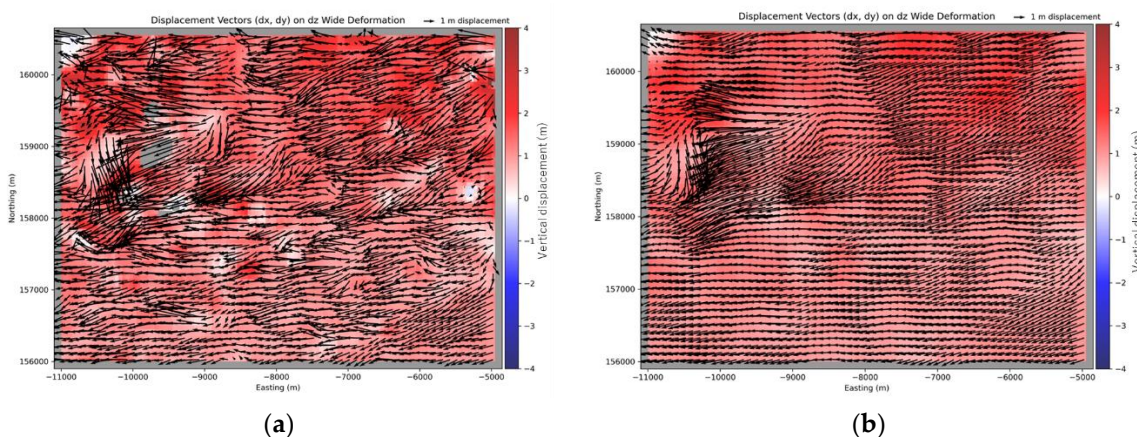 Displacement Vectors (dx, dy) on dz Wide Deformation 1 m displacement
160000
159000
158000
157000
156000
Northing (m)
−11000 −10000 −9000 −8000 −7000 −6000 −5000
Easting (m)
4
3
2
1
0
−1
−2
−3
−4
Vertical displacement (m)
(a)
Displacement Vectors (dx, dy) on dz Wide Deformation 1 m displacement
160000
159000
158000
157000
156000
Northing (m)
−11000 −10000 −9000 −8000 −7000 −6000 −5000
Easting (m)
4
3
2
1
0
−1
−2
−3
−4
Vertical displacement (m)
(b)